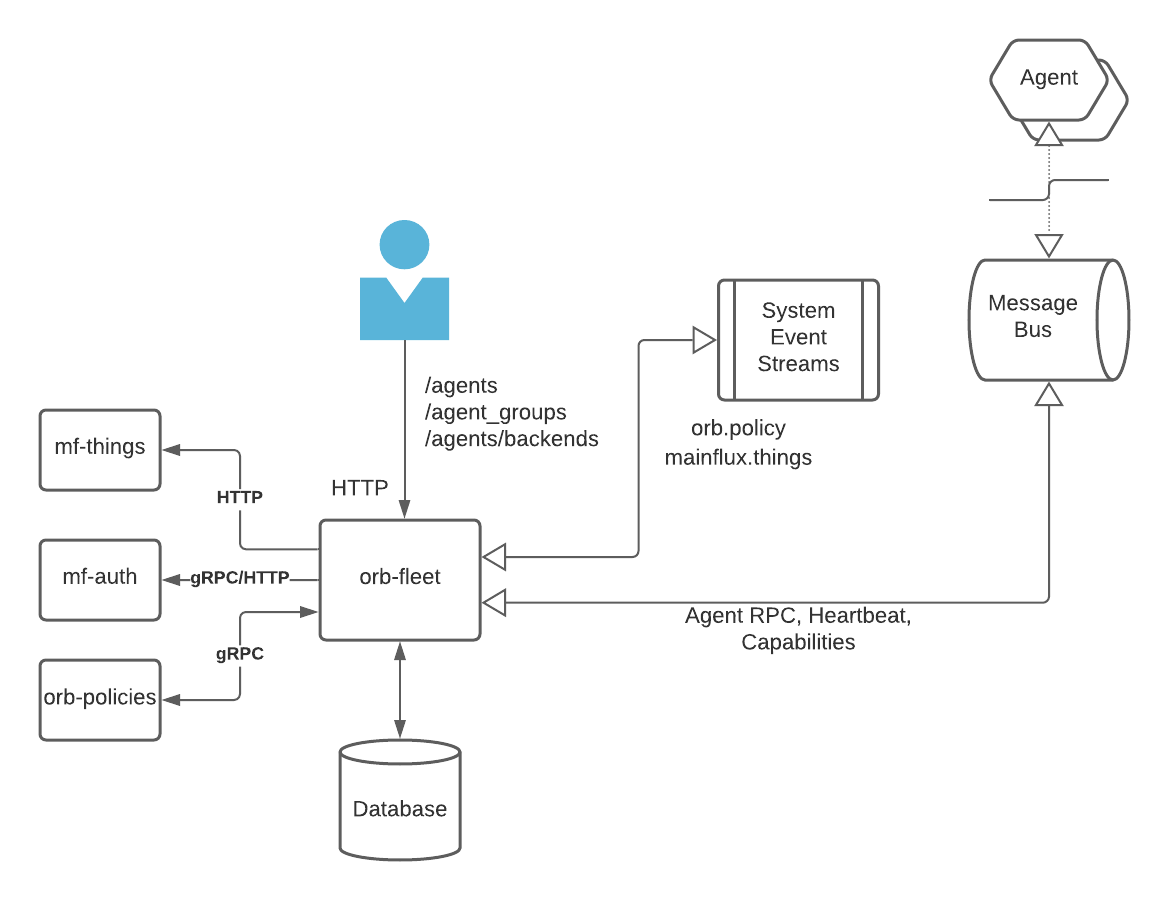 Agent
Message
Bus
System
Event
Streams
orb.policy
mainflux.things
/agents
/agent_groups
/agents/backends
HTTP
mf-things
HTTP
mf-auth
gRPC/HTTP
orb-fleet
gRPC
orb-policies
Agent RPC, Heartbeat,
Capabilities
Database